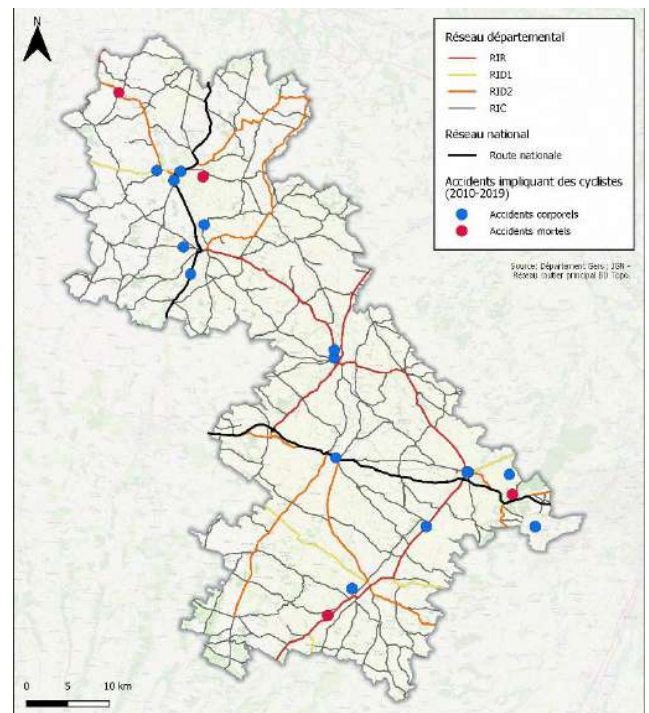 N
Réseau départemental
RIR
RID1
RID2
RIC
Réseau national
Route nationale
Accidents impliquant des cyclistes
(2010-2019)
Accidents corporels
Accidents mortels
Source: Département Gers; IGN -
Réseau routier principal BD Topo.
0 5 10 km